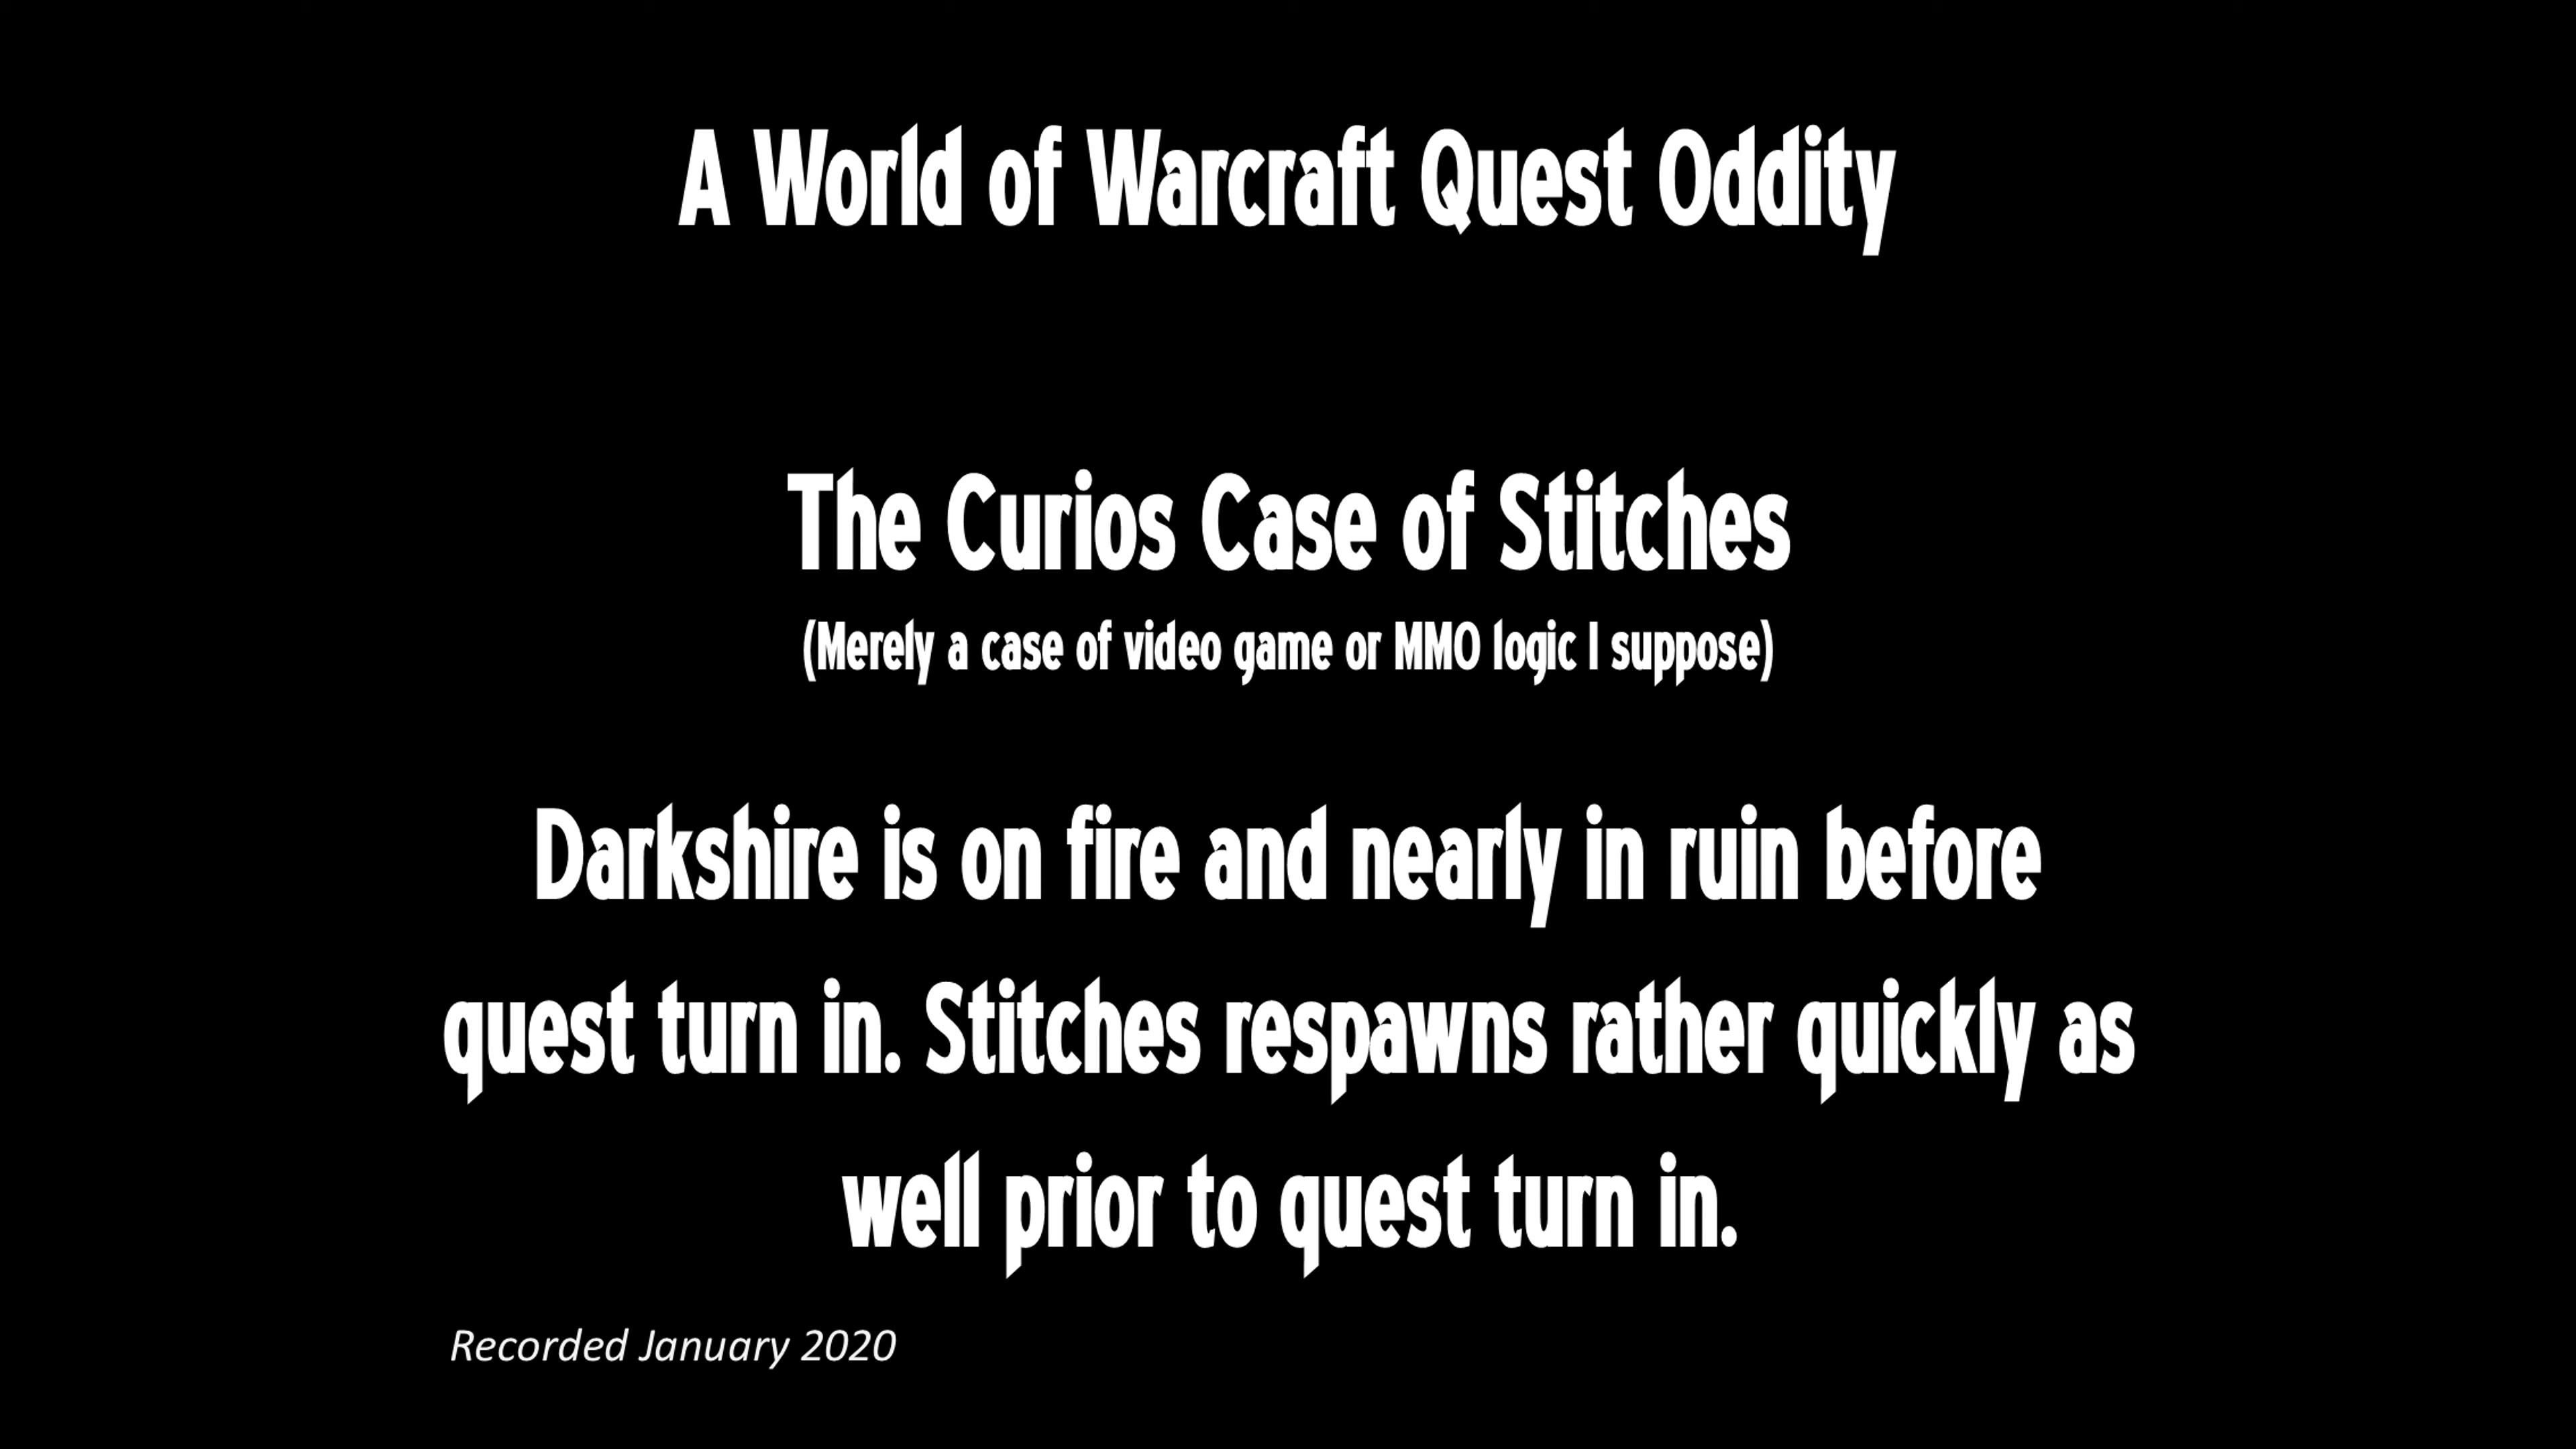 A World of Warcraft Quest Oddity
The Curios Case of Stitches
(Merely a case of video game or MMO logic I suppose)
Darkshire is on fire and nearly in ruin before
quest turn in. Stitches respawns rather quickly as
well prior to quest turn in.
Recorded January 2020